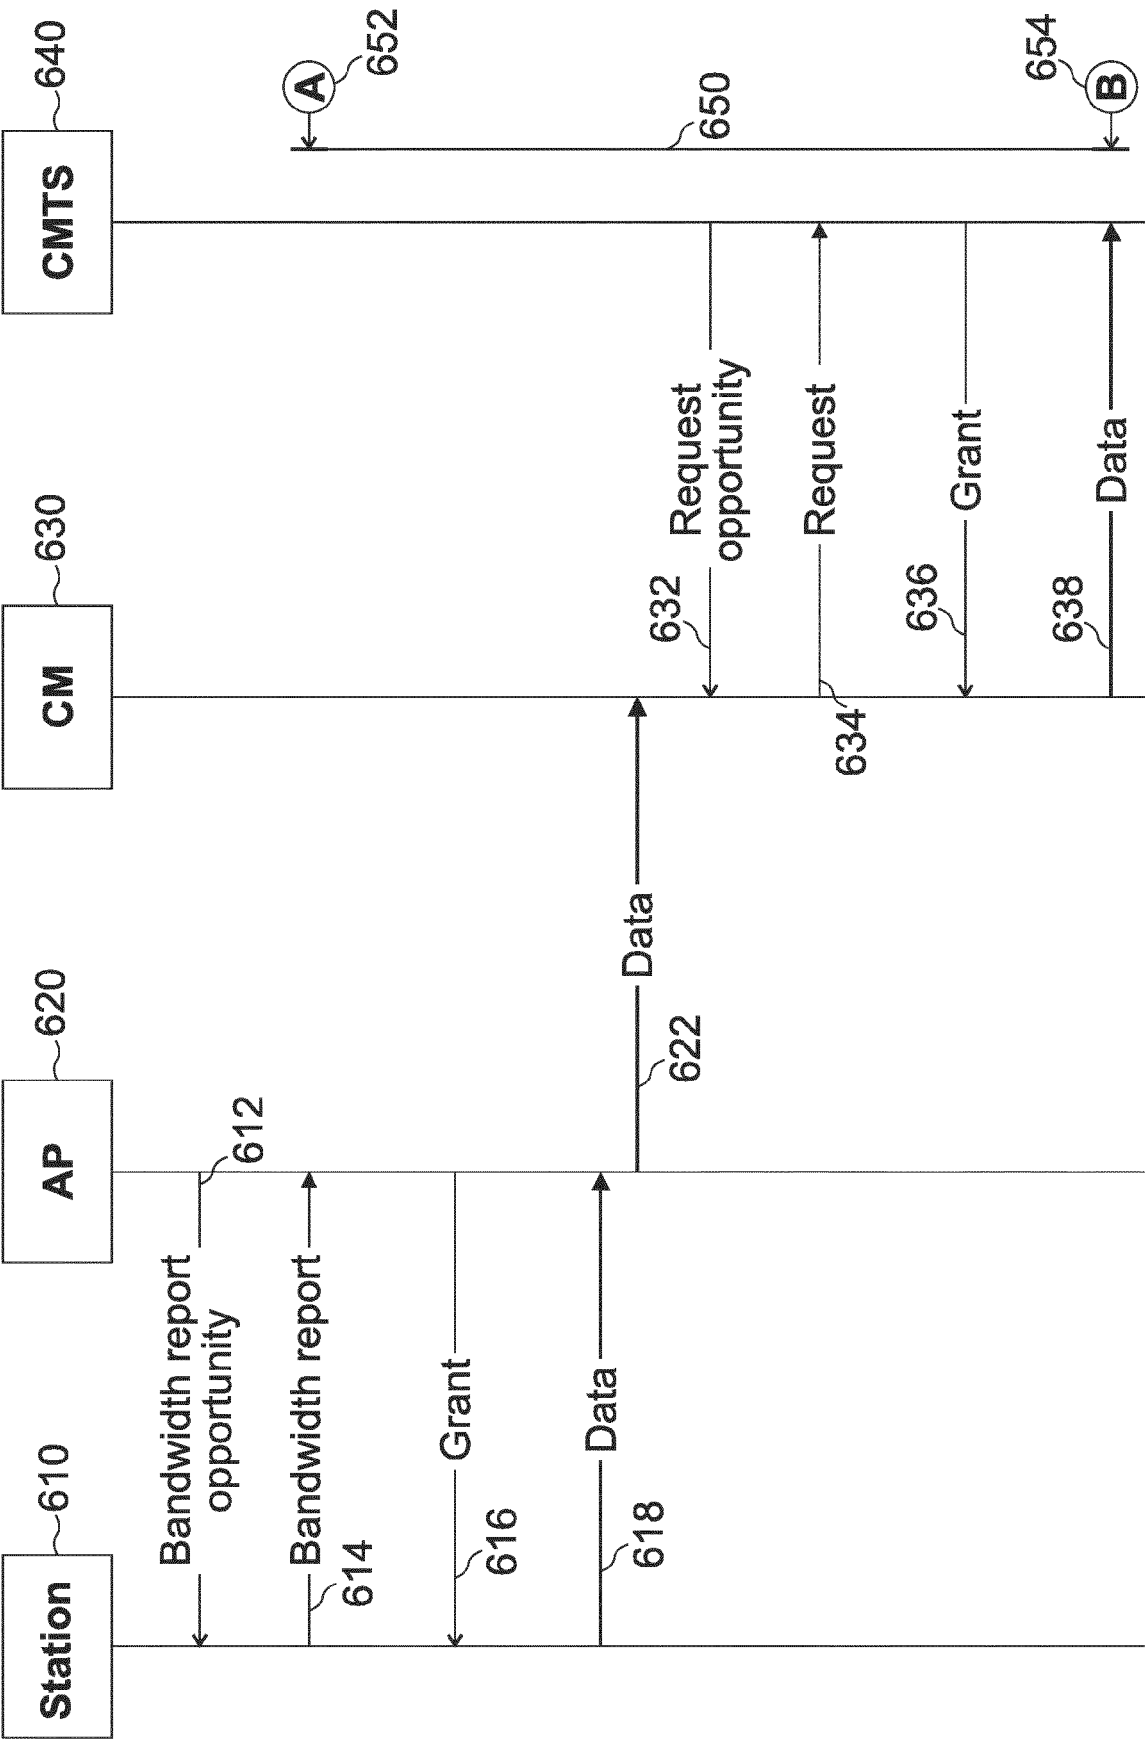 Station
610
AP
620
CM
630
CMTS
640
Bandwidth report
opportunity
612
Bandwidth report
614
A
652
Grant
616
Data
618
Data
622
650
Request
opportunity
632
Request
634
Grant
636
Data
638
B
654